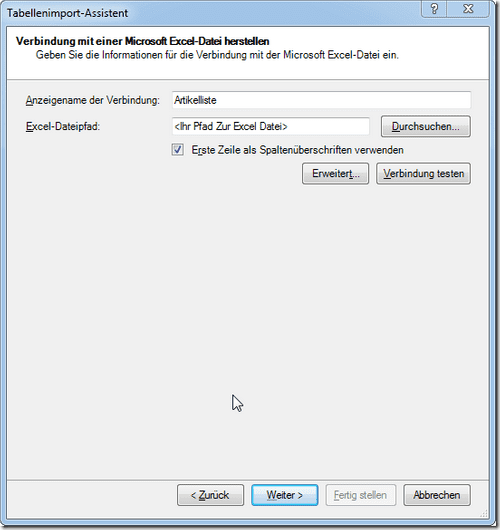 Tabellenimport-Assistent
Verbindung mit einer Microsoft Excel-Datei herstellen
Geben Sie die Informationen für die Verbindung mit der Microsoft Excel-Datei ein.
Anzeigename der Verbindung: Artikelliste
Excel-Dateipfad: <Ihr Pfad Zur Excel Datei> Durchsuchen...
Erste Zeile als Spaltenüberschriften verwenden
Erweitert... Verbindung testen
< Zurück Weiter > Fertig stellen Abbrechen